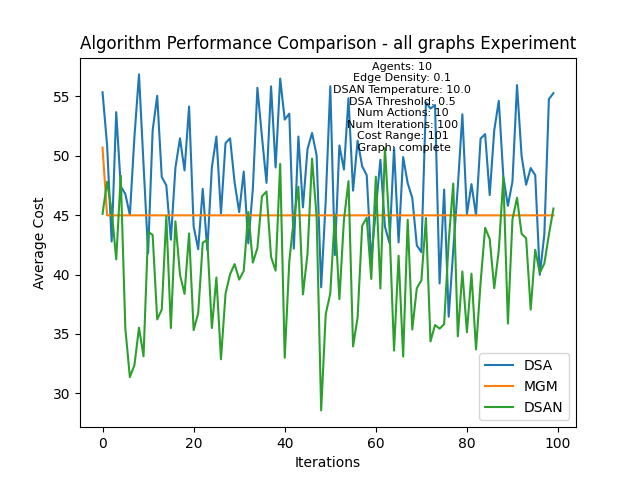 Algorithm Performance Comparison - all graphs Experiment
Agents: 10
Edge Density: 0.1
DSAN Temperature: 10.0
DSA Threshold: 0.5
Num Actions: 10
Num Iterations: 100
Cost Range: 101
Graph: complete
55
50
45
40
35
30
Average Cost
DSA
MGM
DSAN
0 20 40 60 80 100
Iterations